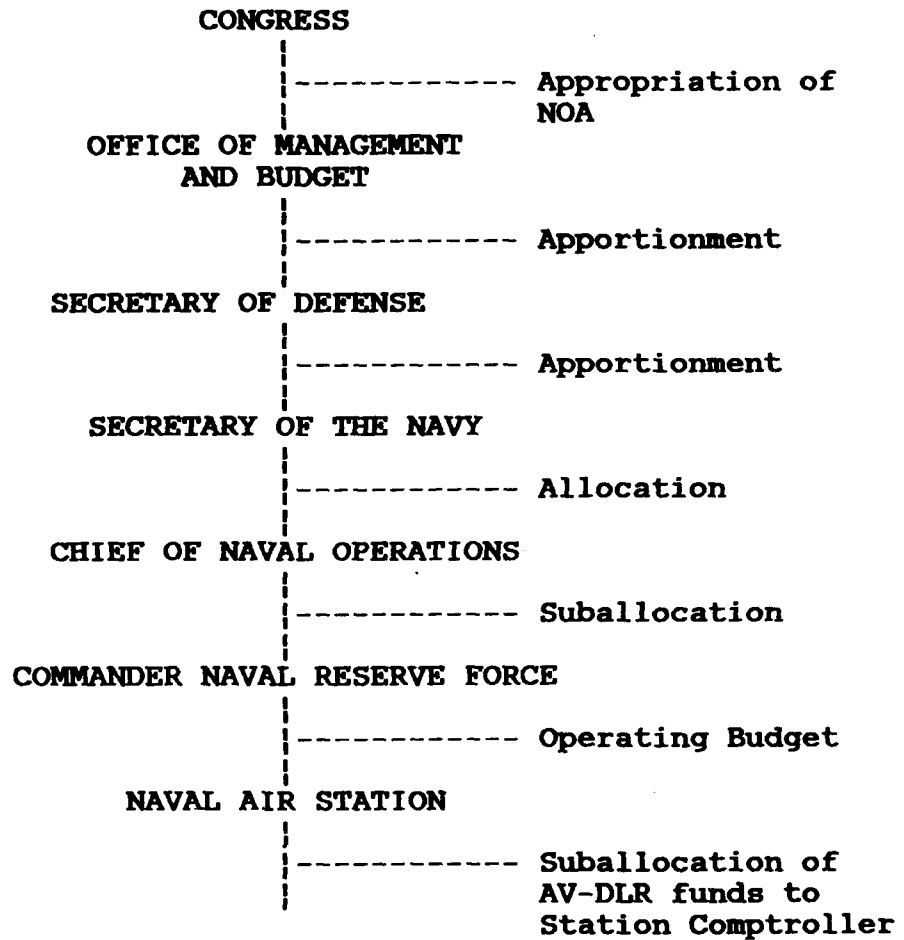 CONGRESS
Appropriation of
NOA
OFFICE OF MANAGEMENT
AND BUDGET
Apportionment
SECRETARY OF DEFENSE
Apportionment
SECRETARY OF THE NAVY
Allocation
CHIEF OF NAVAL OPERATIONS
Suballocation
COMMANDER NAVAL RESERVE FORCE
Operating Budget
NAVAL AIR STATION
Suballocation of
AV-DLR funds to
Station Comptroller